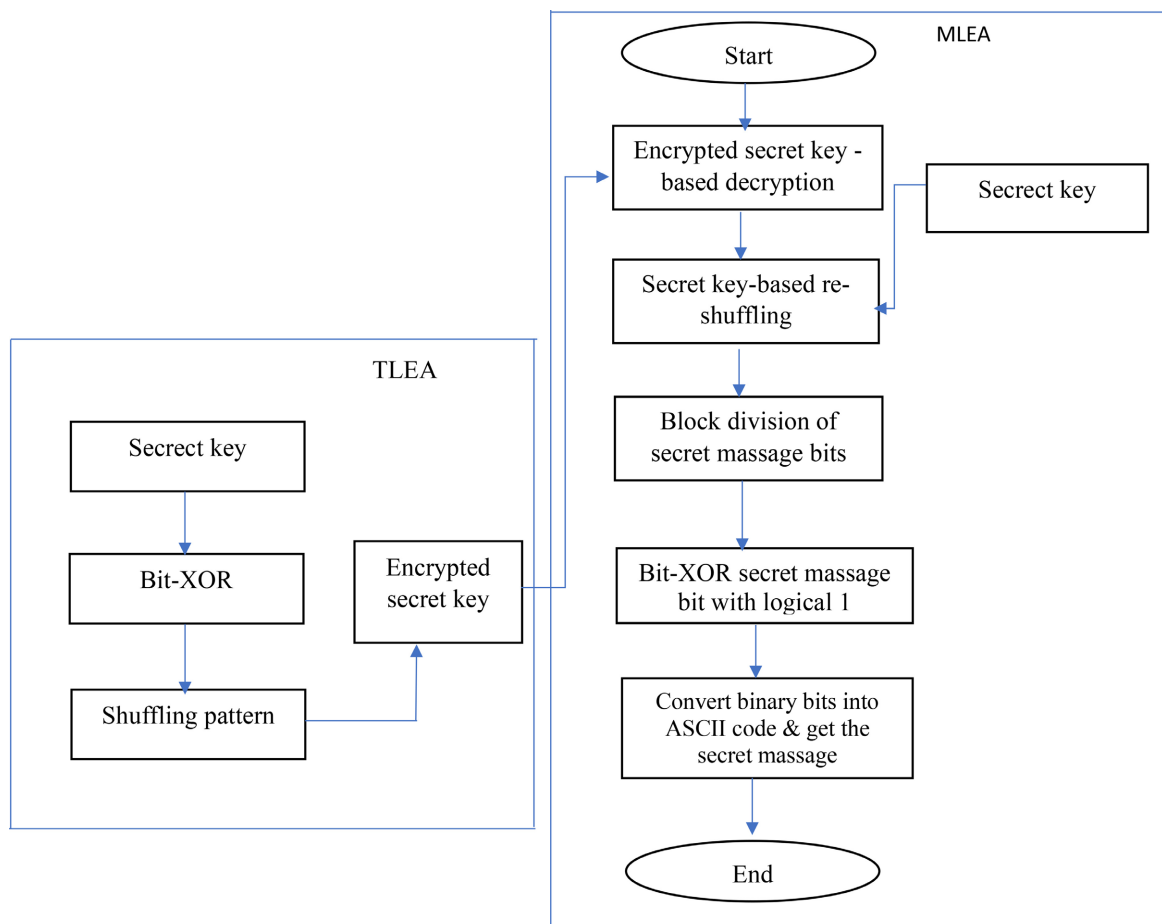 MLEA
Start
Encrypted secret key -
based decryption
Secrect key
Secret key-based re-
shuffling
TLEA
Secrect key
Block division of
secret massage bits
Bit-XOR
Encrypted
secret key
Bit-XOR secret massage
bit with logical 1
Shuffling pattern
Convert binary bits into
ASCII code & get the
secret massage
End